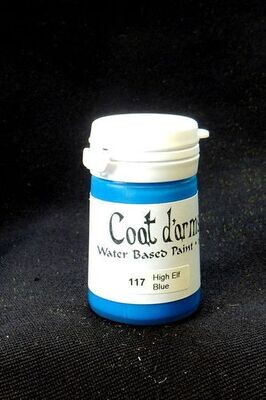 Coat d'arms
Water Based Paint
117 High Elf
Blue